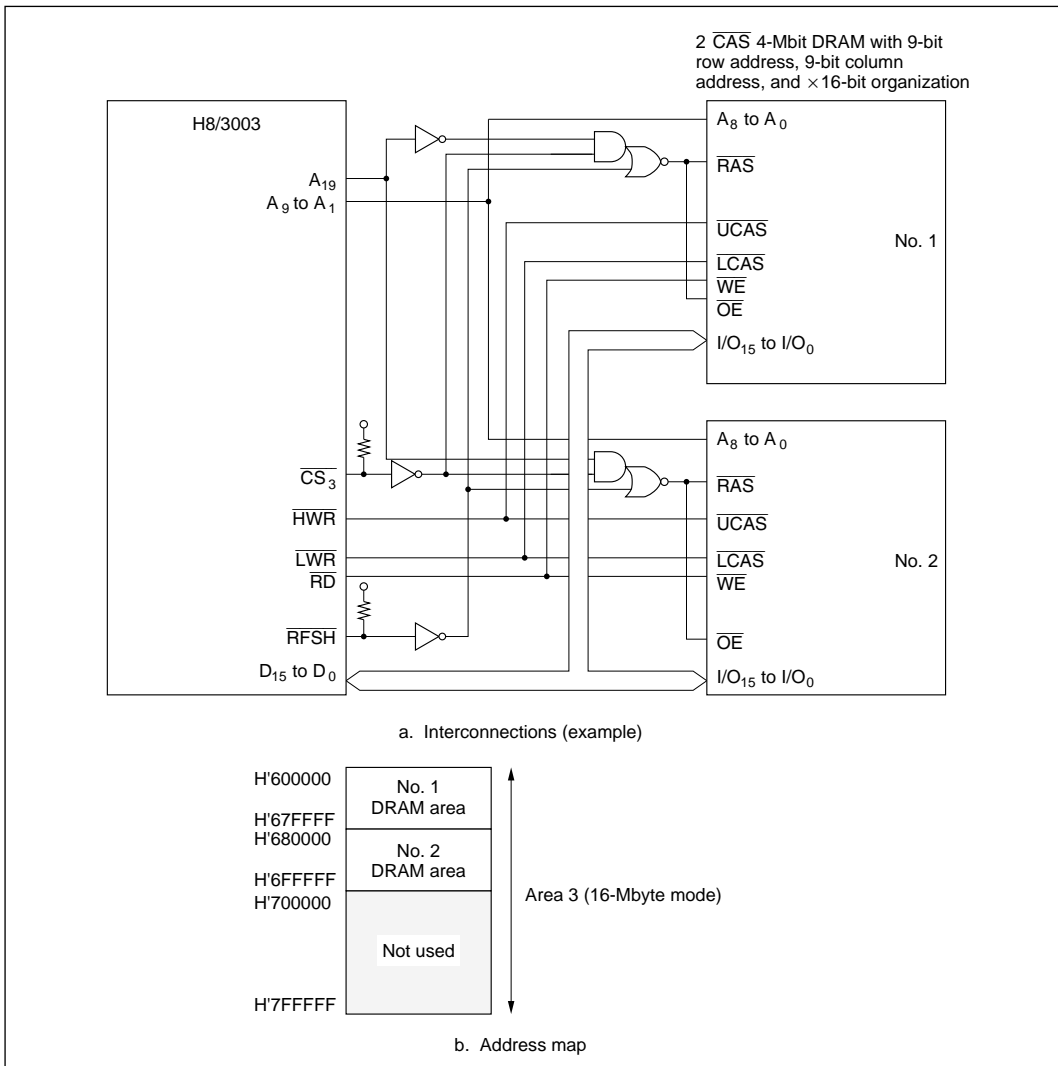 2 CAS 4-Mbit DRAM with 9-bit
row address, 9-bit column
address, and ×16-bit organization
H8/3003
A19
A9 to A1
CS3
HWR
LWR
RD
RFSH
D15 to D0
A8 to A0
RAS
UCAS
No. 1
LCAS
WE
OE
I/O15 to I/O0
A8 to A0
RAS
UCAS
LCAS
No. 2
WE
OE
I/O15 to I/O0
a. Interconnections (example)
H'600000
No. 1
DRAM area
H'67FFFF
H'680000
No. 2
DRAM area
H'6FFFFF
H'700000
Area 3 (16-Mbyte mode)
Not used
H'7FFFFF
b. Address map